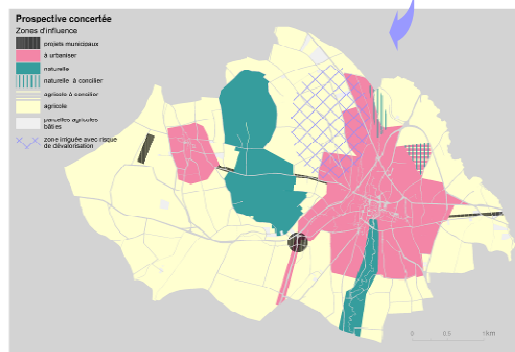 Prospective concertée
Zones d'influence
projets municipaux
à urbaniser
naturelle
naturelle à concilier
agricole à concilier
agricole
parcelles agricoles
bâties
zone irriguée avec risque
de dévalorisation
0 0.5 1km